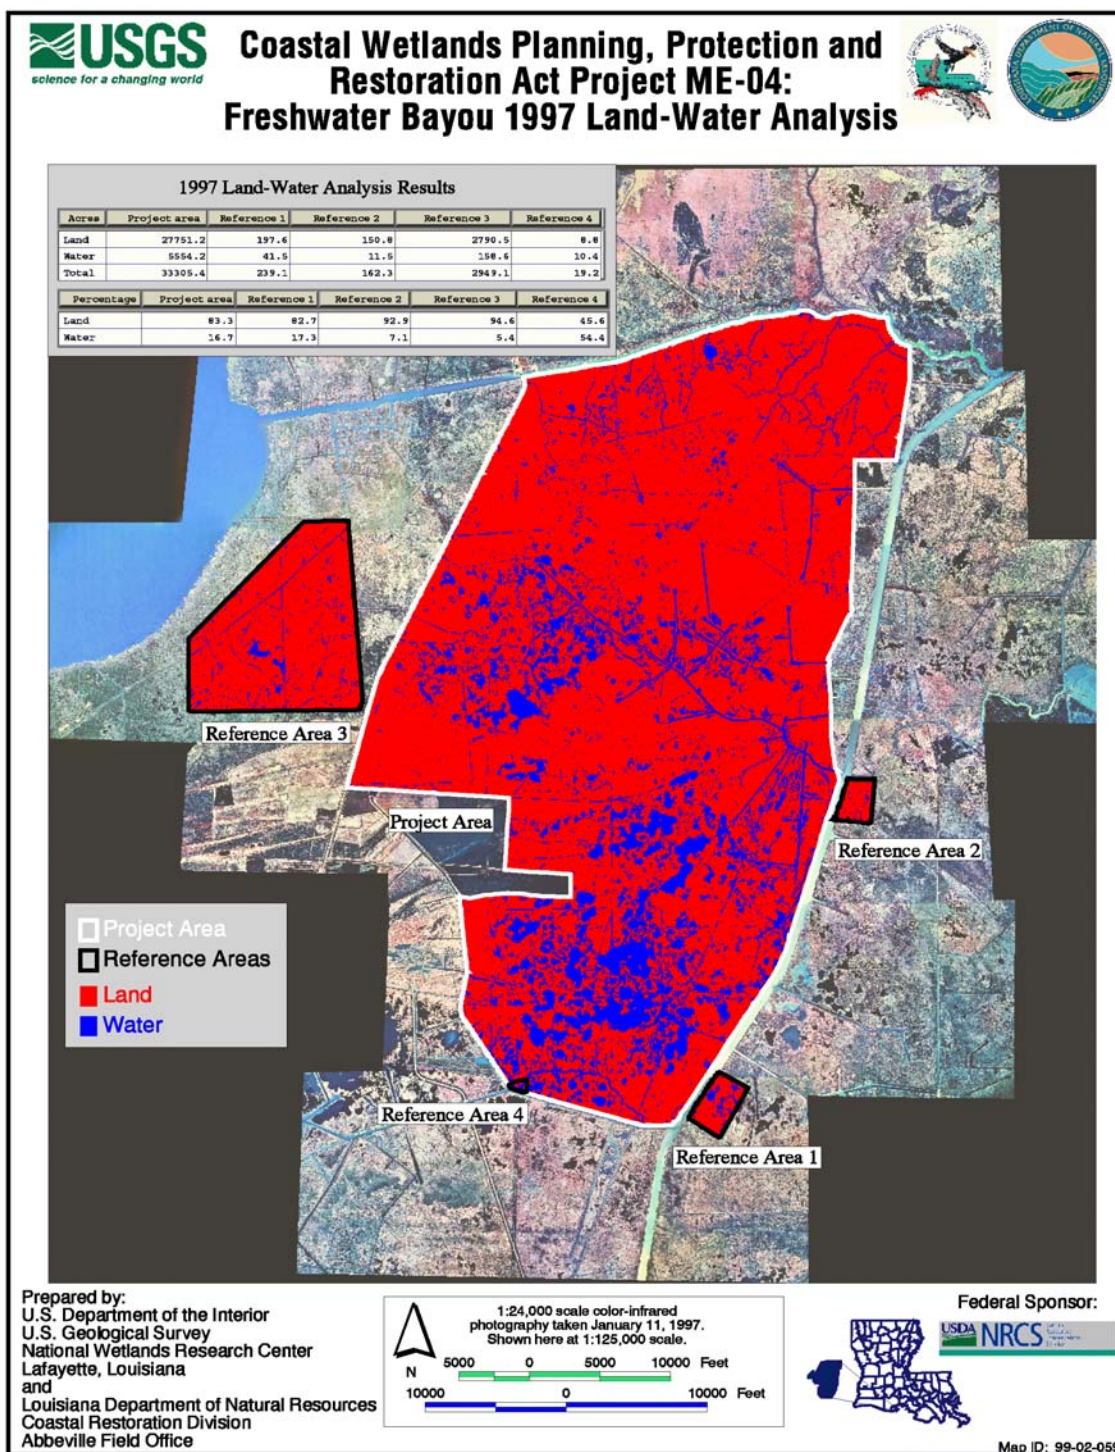 USGS
science for a changing world
Coastal Wetlands Planning, Protection and
Restoration Act Project ME-04:
Freshwater Bayou 1997 Land-Water Analysis
1997 Land-Water Analysis Results
Acres Project area Reference 1 Reference 2 Reference 3 Reference 4
Land 27751.2 197.6 150.8 2790.5 8.8
Water 5554.2 41.5 11.5 158.6 10.4
Total 33305.4 239.1 162.3 2949.1 19.2
Percentage Project area Reference 1 Reference 2 Reference 3 Reference 4
Land 83.3 82.7 92.9 94.6 45.6
Water 16.7 17.3 7.1 5.4 54.4
Reference Area 3
Project Area
Reference Area 2
Project Area
Reference Areas
Land
Water
Reference Area 4
Reference Area 1
Prepared by:
U.S. Department of the Interior
U.S. Geological Survey
National Wetlands Research Center
Lafayette, Louisiana
and
Louisiana Department of Natural Resources
Coastal Restoration Division
Abbeville Field Office
1:24,000 scale color-infrared
photography taken January 11, 1997.
Shown here at 1:125,000 scale.
N
5000 0 5000 10000 Feet
10000 0 10000 Feet
Federal Sponsor:
USDA NRCS
Map ID: 99-02-05